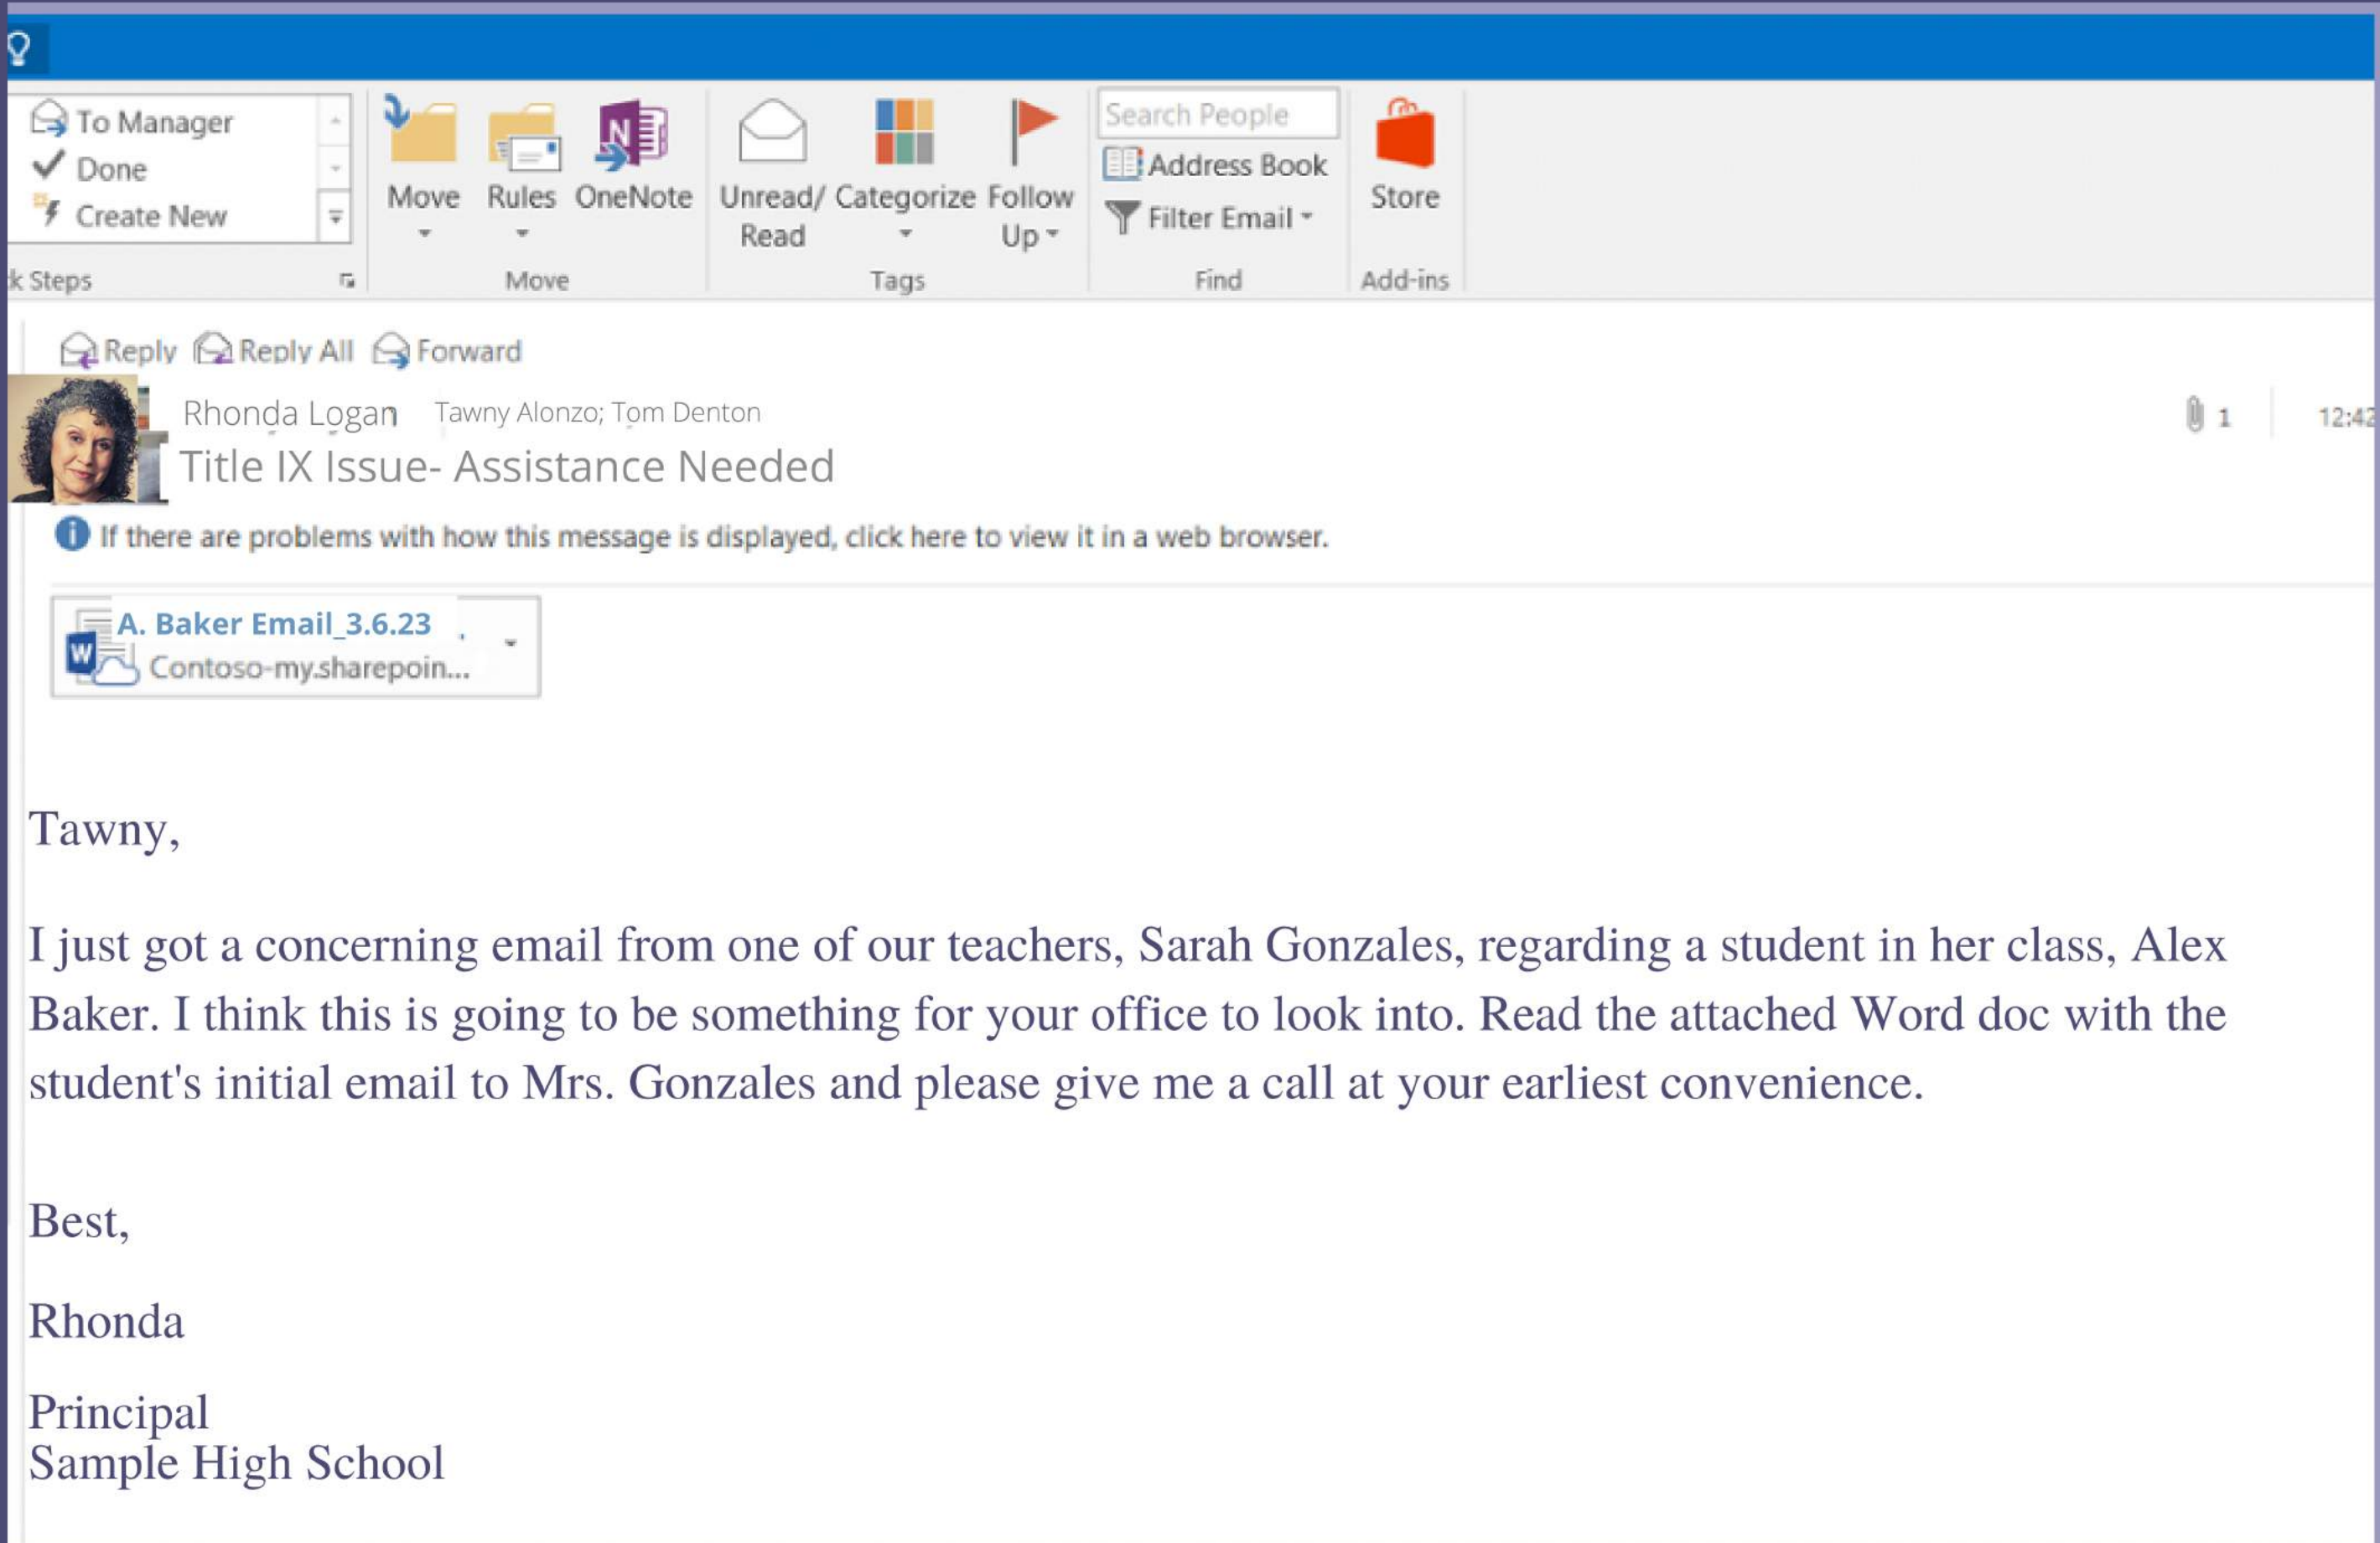 To Manager
Done
Create New
k Steps
Move
Rules
OneNote
Move
Unread/
Read
Categorize
Follow
Up
Tags
Search People
Address Book
Filter Email
Find
Store
Add-ins
Reply Reply All Forward
Rhonda Logan Tawny Alonzo; Tom Denton
1 12:42
Title IX Issue- Assistance Needed
If there are problems with how this message is displayed, click here to view it in a web browser.
A. Baker Email_3.6.23
W
Contoso-my.sharepoin...
Tawny,
I just got a concerning email from one of our teachers, Sarah Gonzales, regarding a student in her class, Alex
Baker. I think this is going to be something for your office to look into. Read the attached Word doc with the
student's initial email to Mrs. Gonzales and please give me a call at your earliest convenience.
Best,
Rhonda
Principal
Sample High School